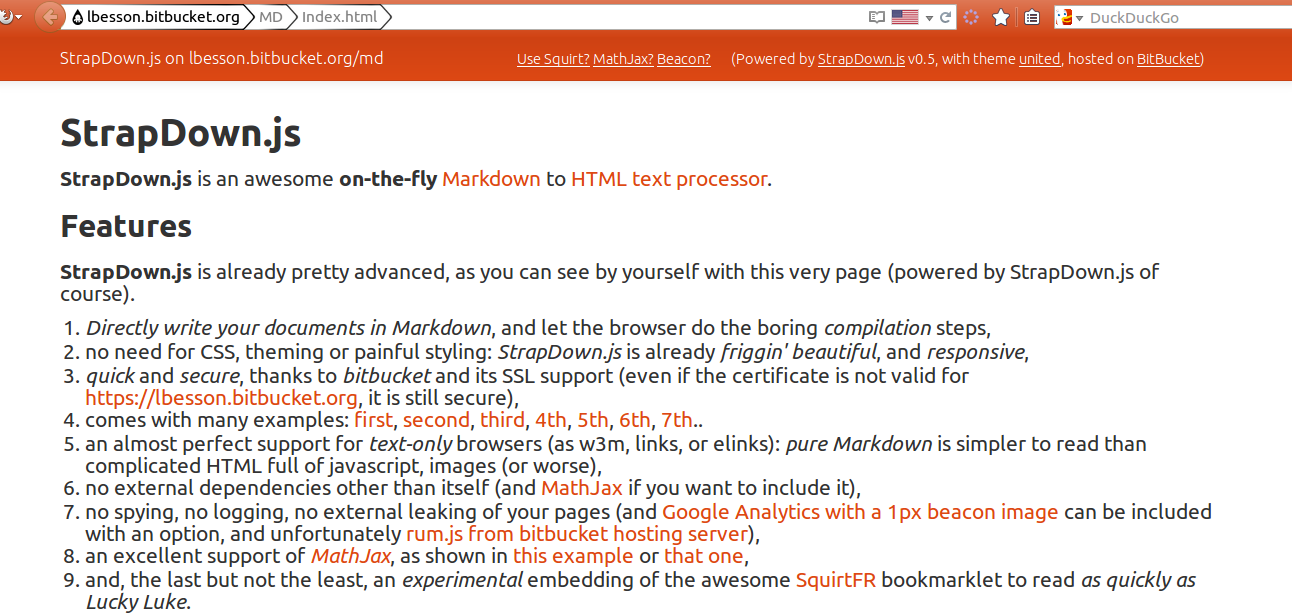 lbesson.bitbucket.org MD Index.html DuckDuckGo
StrapDown.js on lbesson.bitbucket.org/md Use Squirt? MathJax? Beacon? (Powered by StrapDown.js v0.5, with theme united, hosted on BitBucket)
StrapDown.js
StrapDown.js is an awesome on-the-fly Markdown to HTML text processor.
Features
StrapDown.js is already pretty advanced, as you can see by yourself with this very page (powered by StrapDown.js of
course).
1. Directly write your documents in Markdown, and let the browser do the boring compilation steps,
2. no need for CSS, theming or painful styling: StrapDown.js is already friggin' beautiful, and responsive,
3. quick and secure, thanks to bitbucket and its SSL support (even if the certificate is not valid for
https://lbesson.bitbucket.org, it is still secure),
4. comes with many examples: first, second, third, 4th, 5th, 6th, 7th..
5. an almost perfect support for text-only browsers (as w3m, links, or elinks): pure Markdown is simpler to read than
complicated HTML full of javascript, images (or worse),
6. no external dependencies other than itself (and MathJax if you want to include it),
7. no spying, no logging, no external leaking of your pages (and Google Analytics with a 1px beacon image can be included
with an option, and unfortunately rum.js from bitbucket hosting server),
8. an excellent support of MathJax, as shown in this example or that one,
9. and, the last but not the least, an experimental embedding of the awesome SquirtFR bookmarklet to read as quickly as
Lucky Luke.